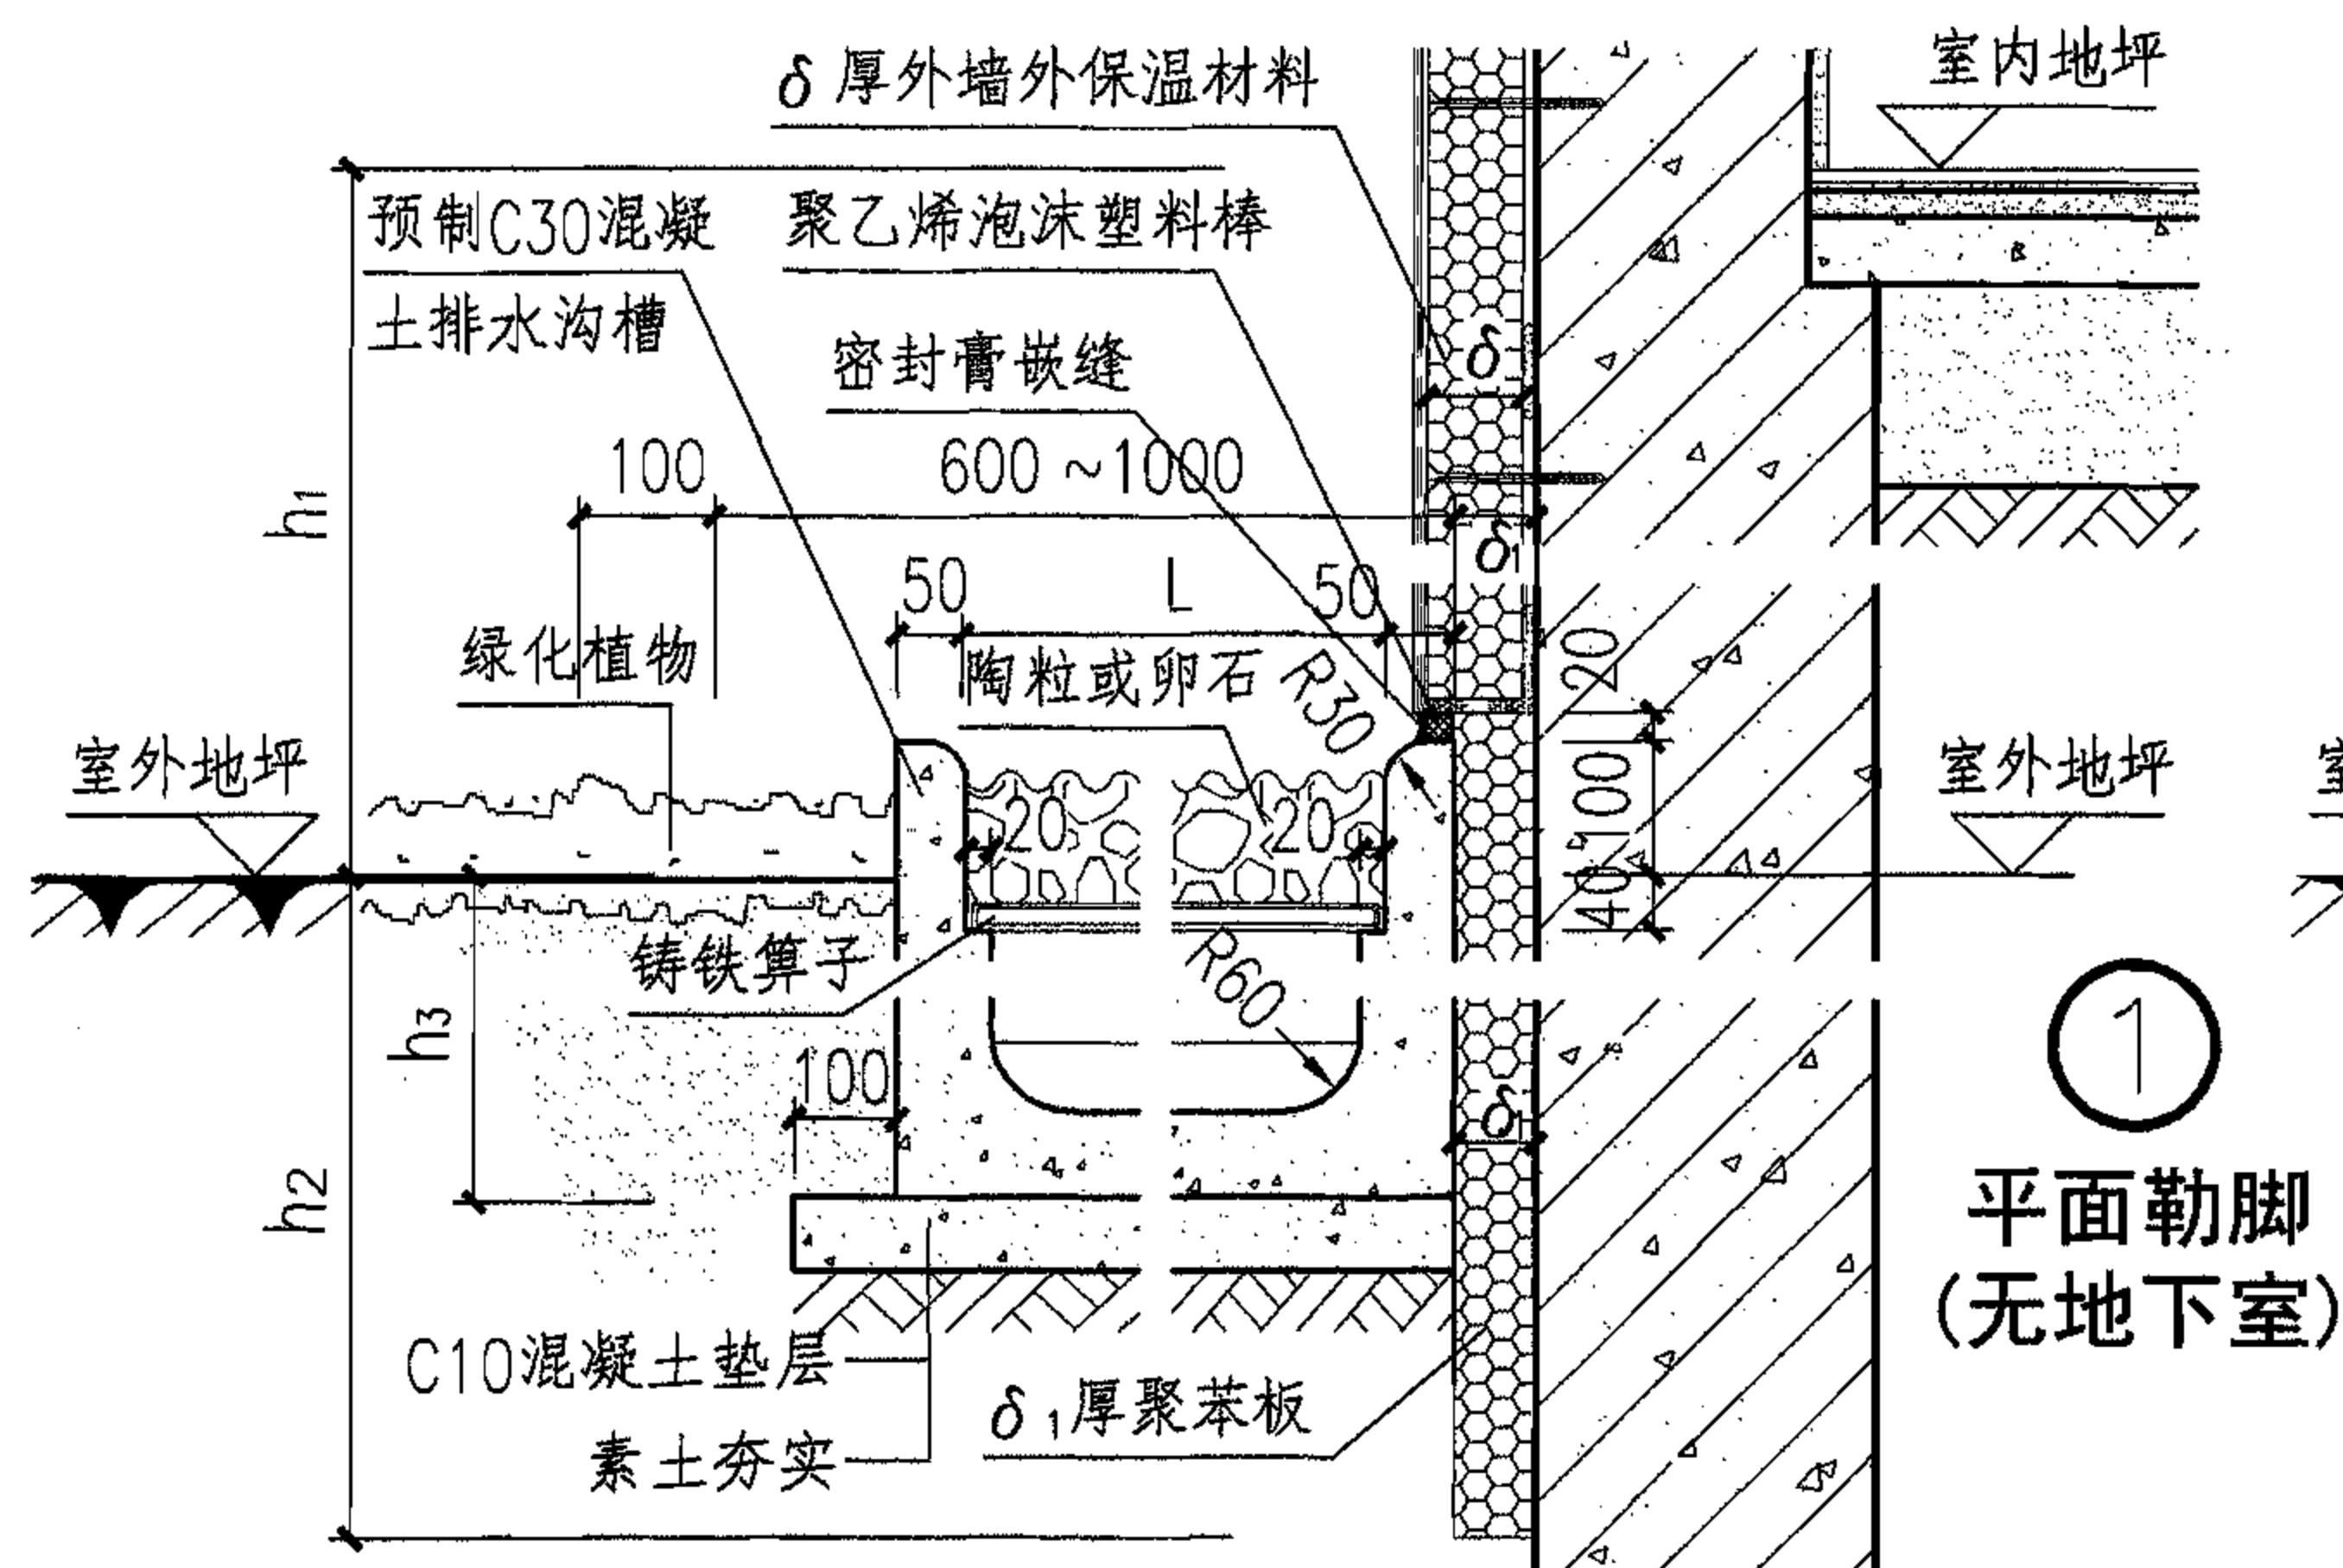 δ 厚外墙外保温材料
室内地坪
预制C30混凝
土排水沟槽
聚乙烯泡沫塑料棒
密封膏嵌缝
δ
100
600 ~1000
h1
δ1
50
L
50
绿化植物
陶粒或卵石
R30
20
室外地坪
20
20
100
40
室外地坪
铸铁箅子
R60
h3
100
δ1
1
平面勒脚
(无地下室)
h2
C10混凝土垫层
素土夯实
δ1厚聚苯板